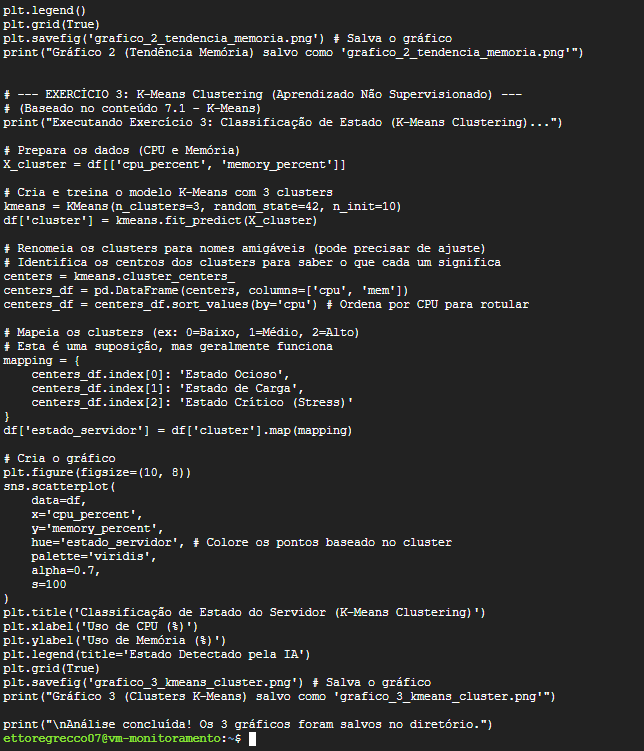 plt.legend()
plt.grid(True)
plt.savefig('grafico_2_tendencia_memoria.png') # Salva o gráfico
print("Gráfico 2 (Tendência Memória) salvo como 'grafico_2_tendencia_memoria.png'")


# --- EXERCÍCIO 3: K-Means Clustering (Aprendizado Não Supervisionado) ---
# (Baseado no conteúdo 7.1 - K-Means)
print("Executando Exercício 3: Classificação de Estado (K-Means Clustering)...")

# Prepara os dados (CPU e Memória)
X_cluster = df[['cpu_percent', 'memory_percent']]

# Cria e treina o modelo K-Means com 3 clusters
kmeans = KMeans(n_clusters=3, random_state=42, n_init=10)
df['cluster'] = kmeans.fit_predict(X_cluster)

# Renomeia os clusters para nomes amigáveis (pode precisar de ajuste)
# Identifica os centros dos clusters para saber o que cada um significa
centers = kmeans.cluster_centers_
centers_df = pd.DataFrame(centers, columns=['cpu', 'mem'])
centers_df = centers_df.sort_values(by='cpu') # Ordena por CPU para rotular

# Mapeia os clusters (ex: 0=Baixo, 1=Médio, 2=Alto)
# Esta é uma suposição, mas geralmente funciona
mapping = {
    centers_df.index[0]: 'Estado Ocioso',
    centers_df.index[1]: 'Estado de Carga',
    centers_df.index[2]: 'Estado Crítico (Stress)'
}
df['estado_servidor'] = df['cluster'].map(mapping)

# Cria o gráfico
plt.figure(figsize=(10, 8))
sns.scatterplot(
    data=df,
    x='cpu_percent',
    y='memory_percent',
    hue='estado_servidor', # Colore os pontos baseado no cluster
    palette='viridis',
    alpha=0.7,
    s=100
)
plt.title('Classificação de Estado do Servidor (K-Means Clustering)')
plt.xlabel('Uso de CPU (%)')
plt.ylabel('Uso de Memória (%)')
plt.legend(title='Estado Detectado pela IA')
plt.grid(True)
plt.savefig('grafico_3_kmeans_cluster.png') # Salva o gráfico
print("Gráfico 3 (Clusters K-Means) salvo como 'grafico_3_kmeans_cluster.png'")

print("\nAnálise concluída! Os 3 gráficos foram salvos no diretório.")
ettoregrecco07@vm-monitoramento:~$